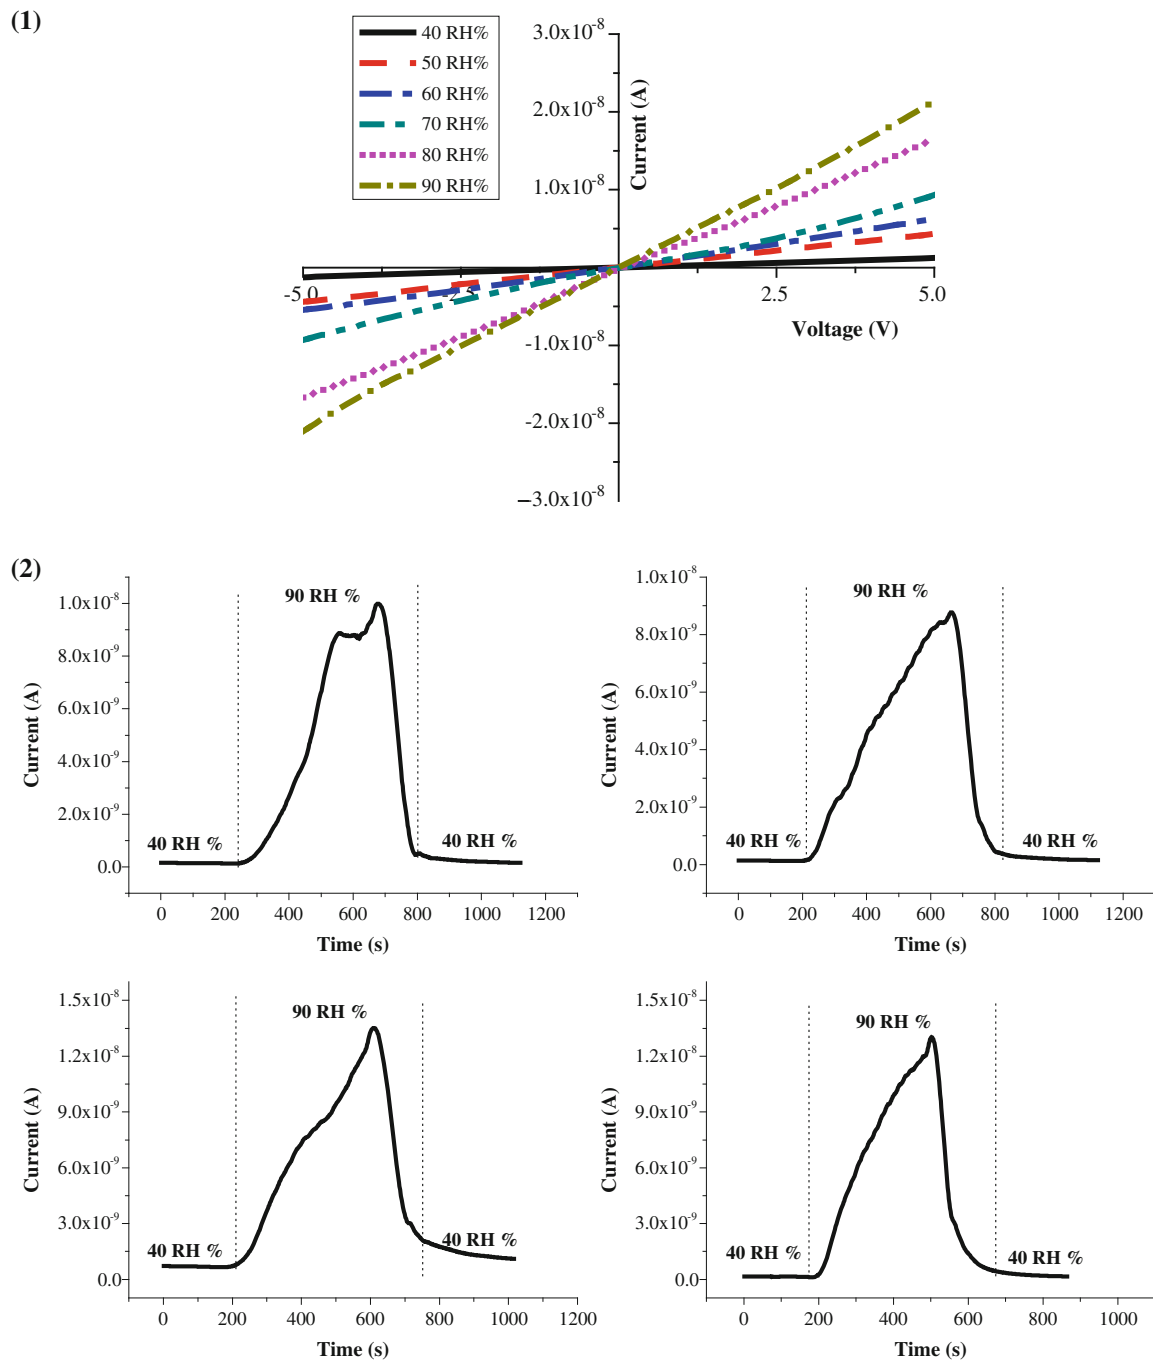 (1)
40 RH%
50 RH%
60 RH%
70 RH%
80 RH%
90 RH%
3.0x10-8
2.0x10-8
1.0x10-8
-1.0x10-8
-2.0x10-8
-3.0x10-8
Current (A)
-5.0 -2.5 2.5 5.0
Voltage (V)
(2)
90 RH %
40 RH %
40 RH %
1.0x10-8
8.0x10-9
6.0x10-9
4.0x10-9
2.0x10-9
0.0
Current (A)
0 200 400 600 800 1000 1200
Time (s)
90 RH %
40 RH %
40 RH %
1.0x10-8
8.0x10-9
6.0x10-9
4.0x10-9
2.0x10-9
0.0
Current (A)
0 200 400 600 800 1000 1200
Time (s)
90 RH %
40 RH %
40 RH %
1.5x10-8
1.2x10-8
9.0x10-9
6.0x10-9
3.0x10-9
0.0
Current (A)
0 200 400 600 800 1000 1200
Time (s)
90 RH %
40 RH %
40 RH %
1.5x10-8
1.2x10-8
9.0x10-9
6.0x10-9
3.0x10-9
0.0
Current (A)
0 200 400 600 800 1000
Time (s)